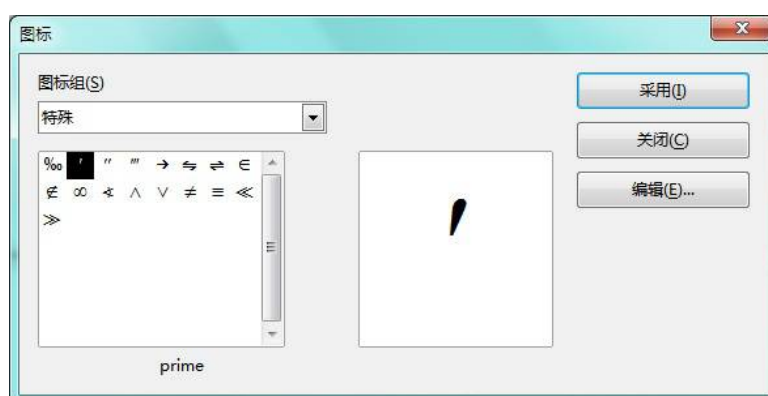 图标
图标组(S)
特殊
采用(I)
关闭(C)
编辑(E)...
‰ ′ ″ ‴ → ⇋ ⇌ ∈
∉ ∞ ∢ ∧ ∨ ≠ ≡ ≪
≫
′
prime